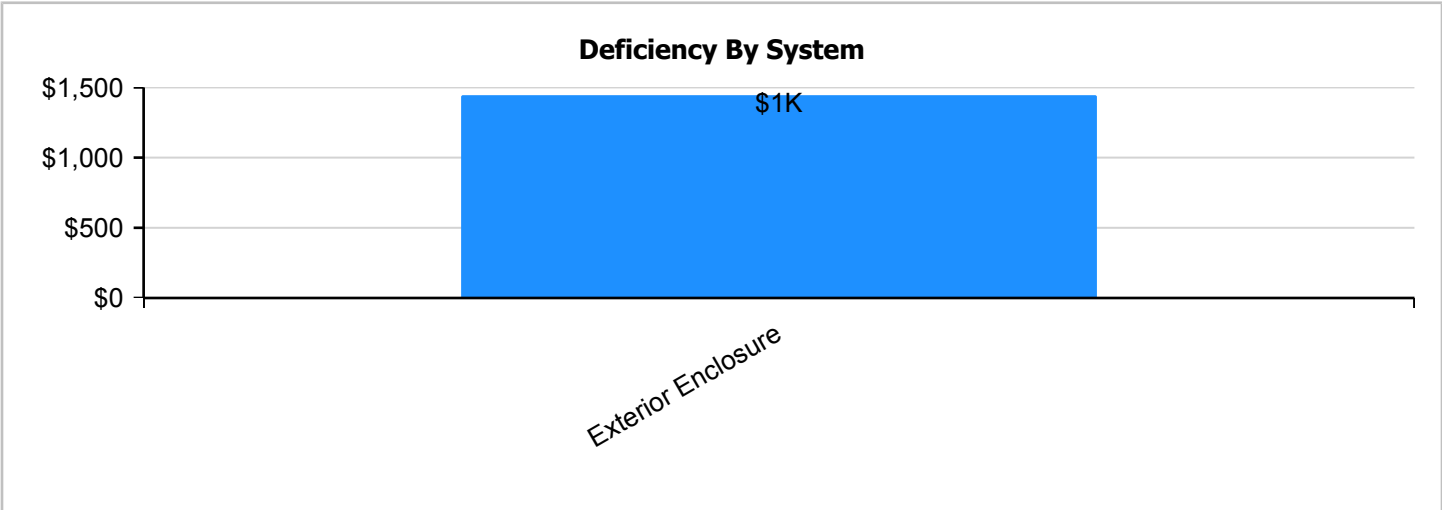 Deficiency By System
$1,500
$1K
$1,000
$500
$0
Exterior Enclosure